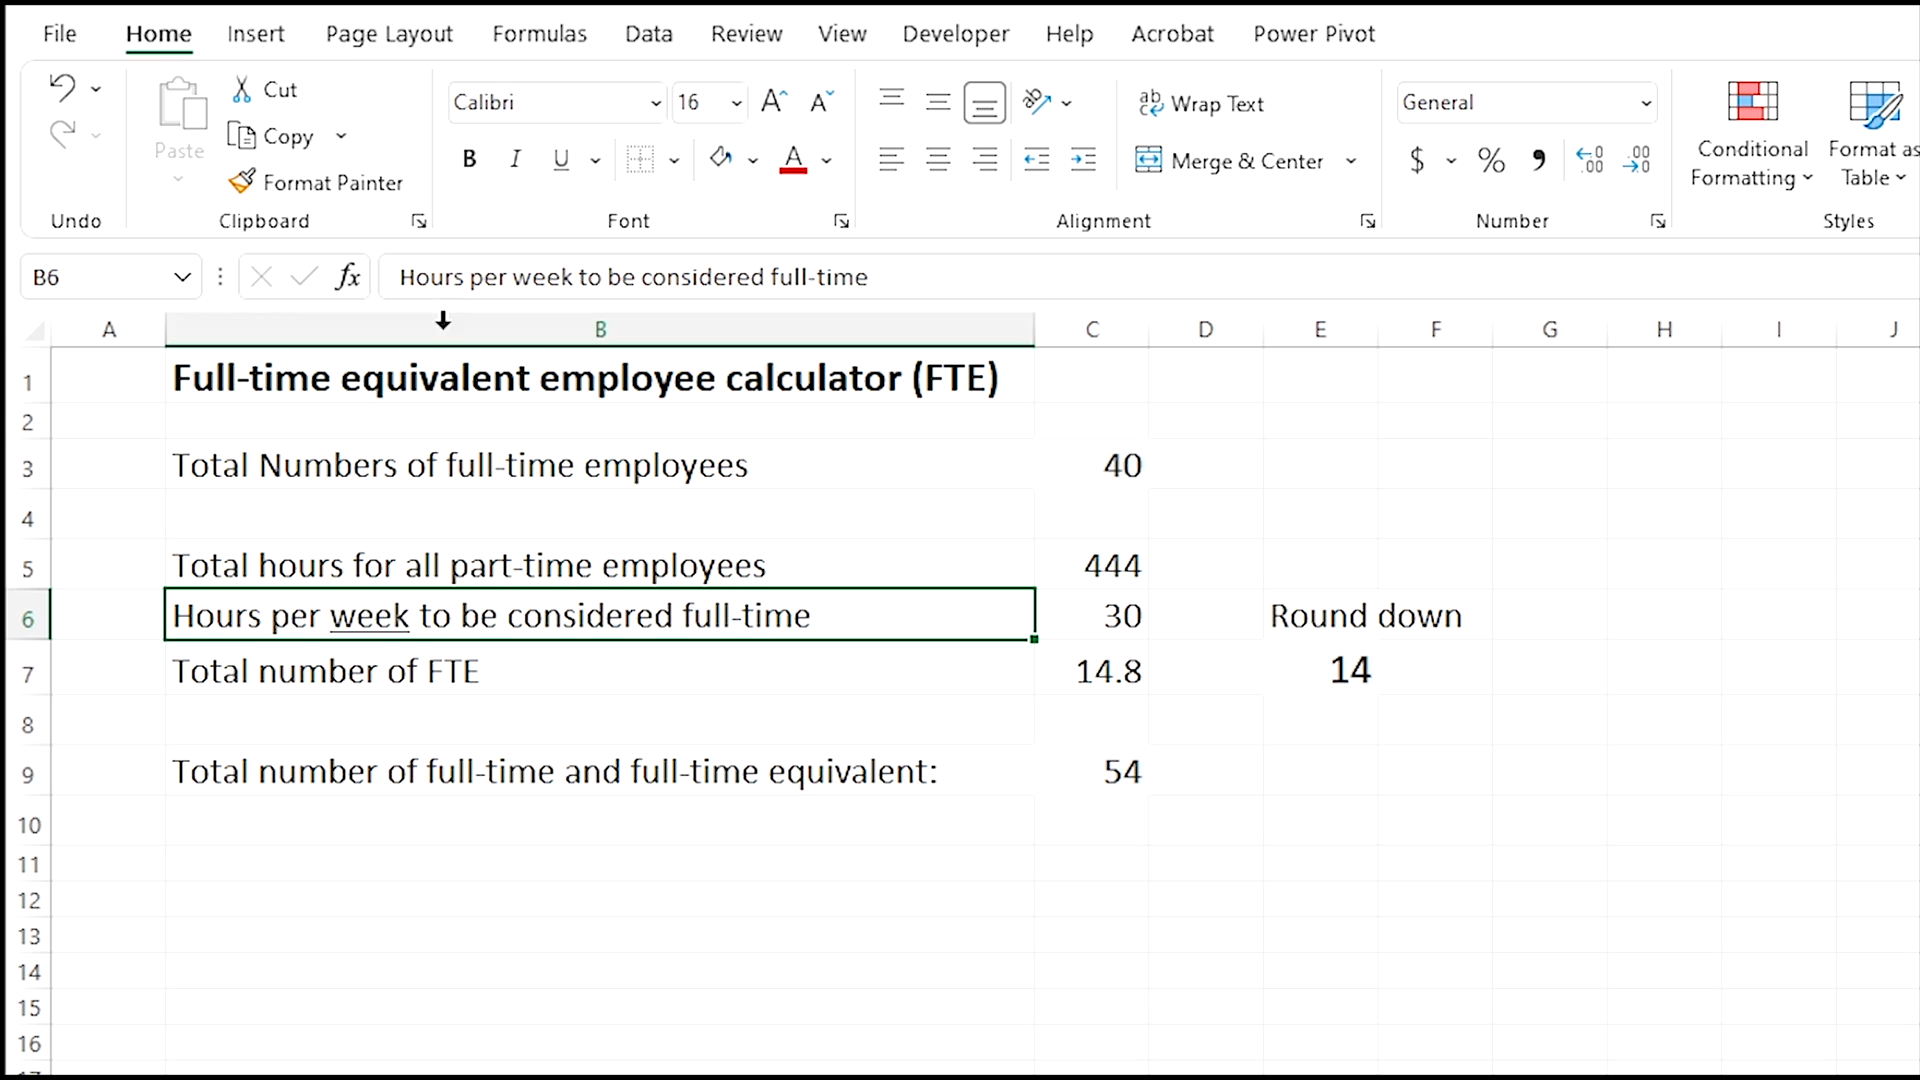 File Home Insert Page Layout Formulas Data Review View Developer Help Acrobat Power Pivot
Cut
Copy
Format Painter
Paste
Undo Clipboard
Calibri 16 A A
B I U A
Font
ab Wrap Text
Merge & Center
Alignment
General
$ % 9 .00 .00
Number
Conditional Formatting
Format as Table
Styles
B6 fx Hours per week to be considered full-time
A B C D E F G H I J
1 Full-time equivalent employee calculator (FTE)
2
3 Total Numbers of full-time employees 40
4
5 Total hours for all part-time employees 444
6 Hours per week to be considered full-time 30 Round down
7 Total number of FTE 14.8 14
8
9 Total number of full-time and full-time equivalent: 54
10
11
12
13
14
15
16